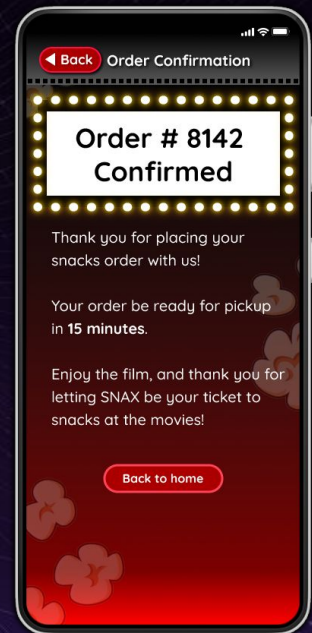 Back Order Confirmation
Order # 8142
Confirmed
Thank you for placing your
snacks order with us!
Your order be ready for pickup
in 15 minutes.
Enjoy the film, and thank you for
letting SNAX be your ticket to
snacks at the movies!
Back to home